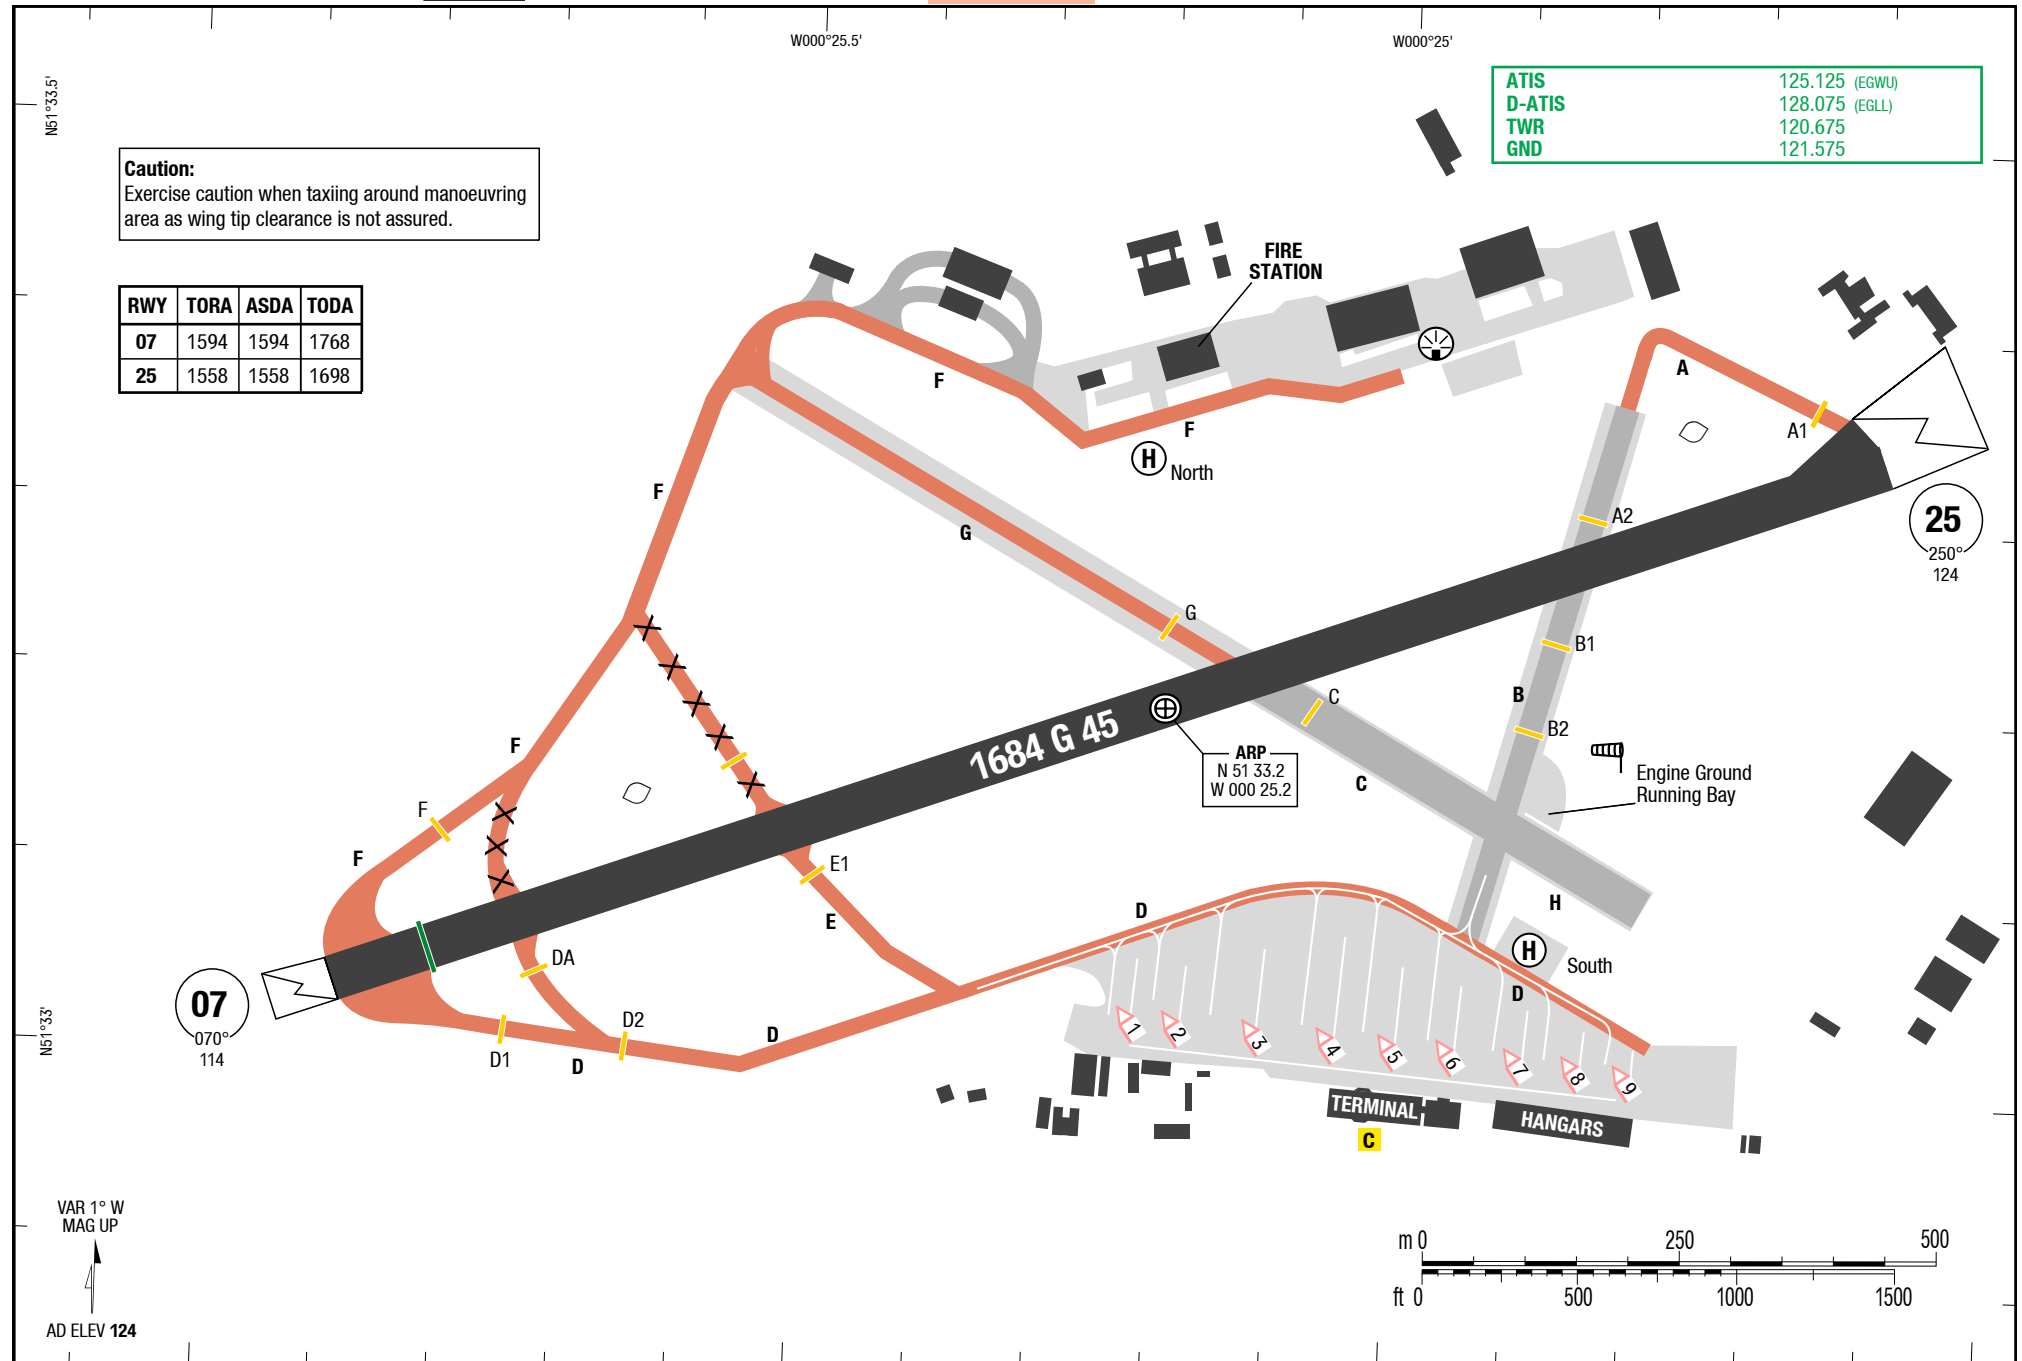 W000°25.5'
W000°25'
N51°33.5'
ATIS 125.125 (EGWU)
D-ATIS 128.075 (EGLL)
TWR 120.675
GND 121.575
Caution:
Exercise caution when taxiing around manoeuvring
area as wing tip clearance is not assured.
RWY TORA ASDA TODA
07 1594 1594 1768
25 1558 1558 1698
FIRE
STATION
F
A
A1
F
H
North
F
G
A2
25
250°
124
G
B1
C
B
B2
F
1684 G 45
ARP
N 51 33.2
W 000 25.2
C
Engine Ground
Running Bay
F
F
E1
E
D
H
DA
H
South
D
07
070°
114
N51°33'
D1
D
D2
D
1
2
3
4
5
6
7
8
9
TERMINAL
HANGARS
C
VAR 1° W
MAG UP
AD ELEV 124
m 0 250 500
ft 0 500 1000 1500